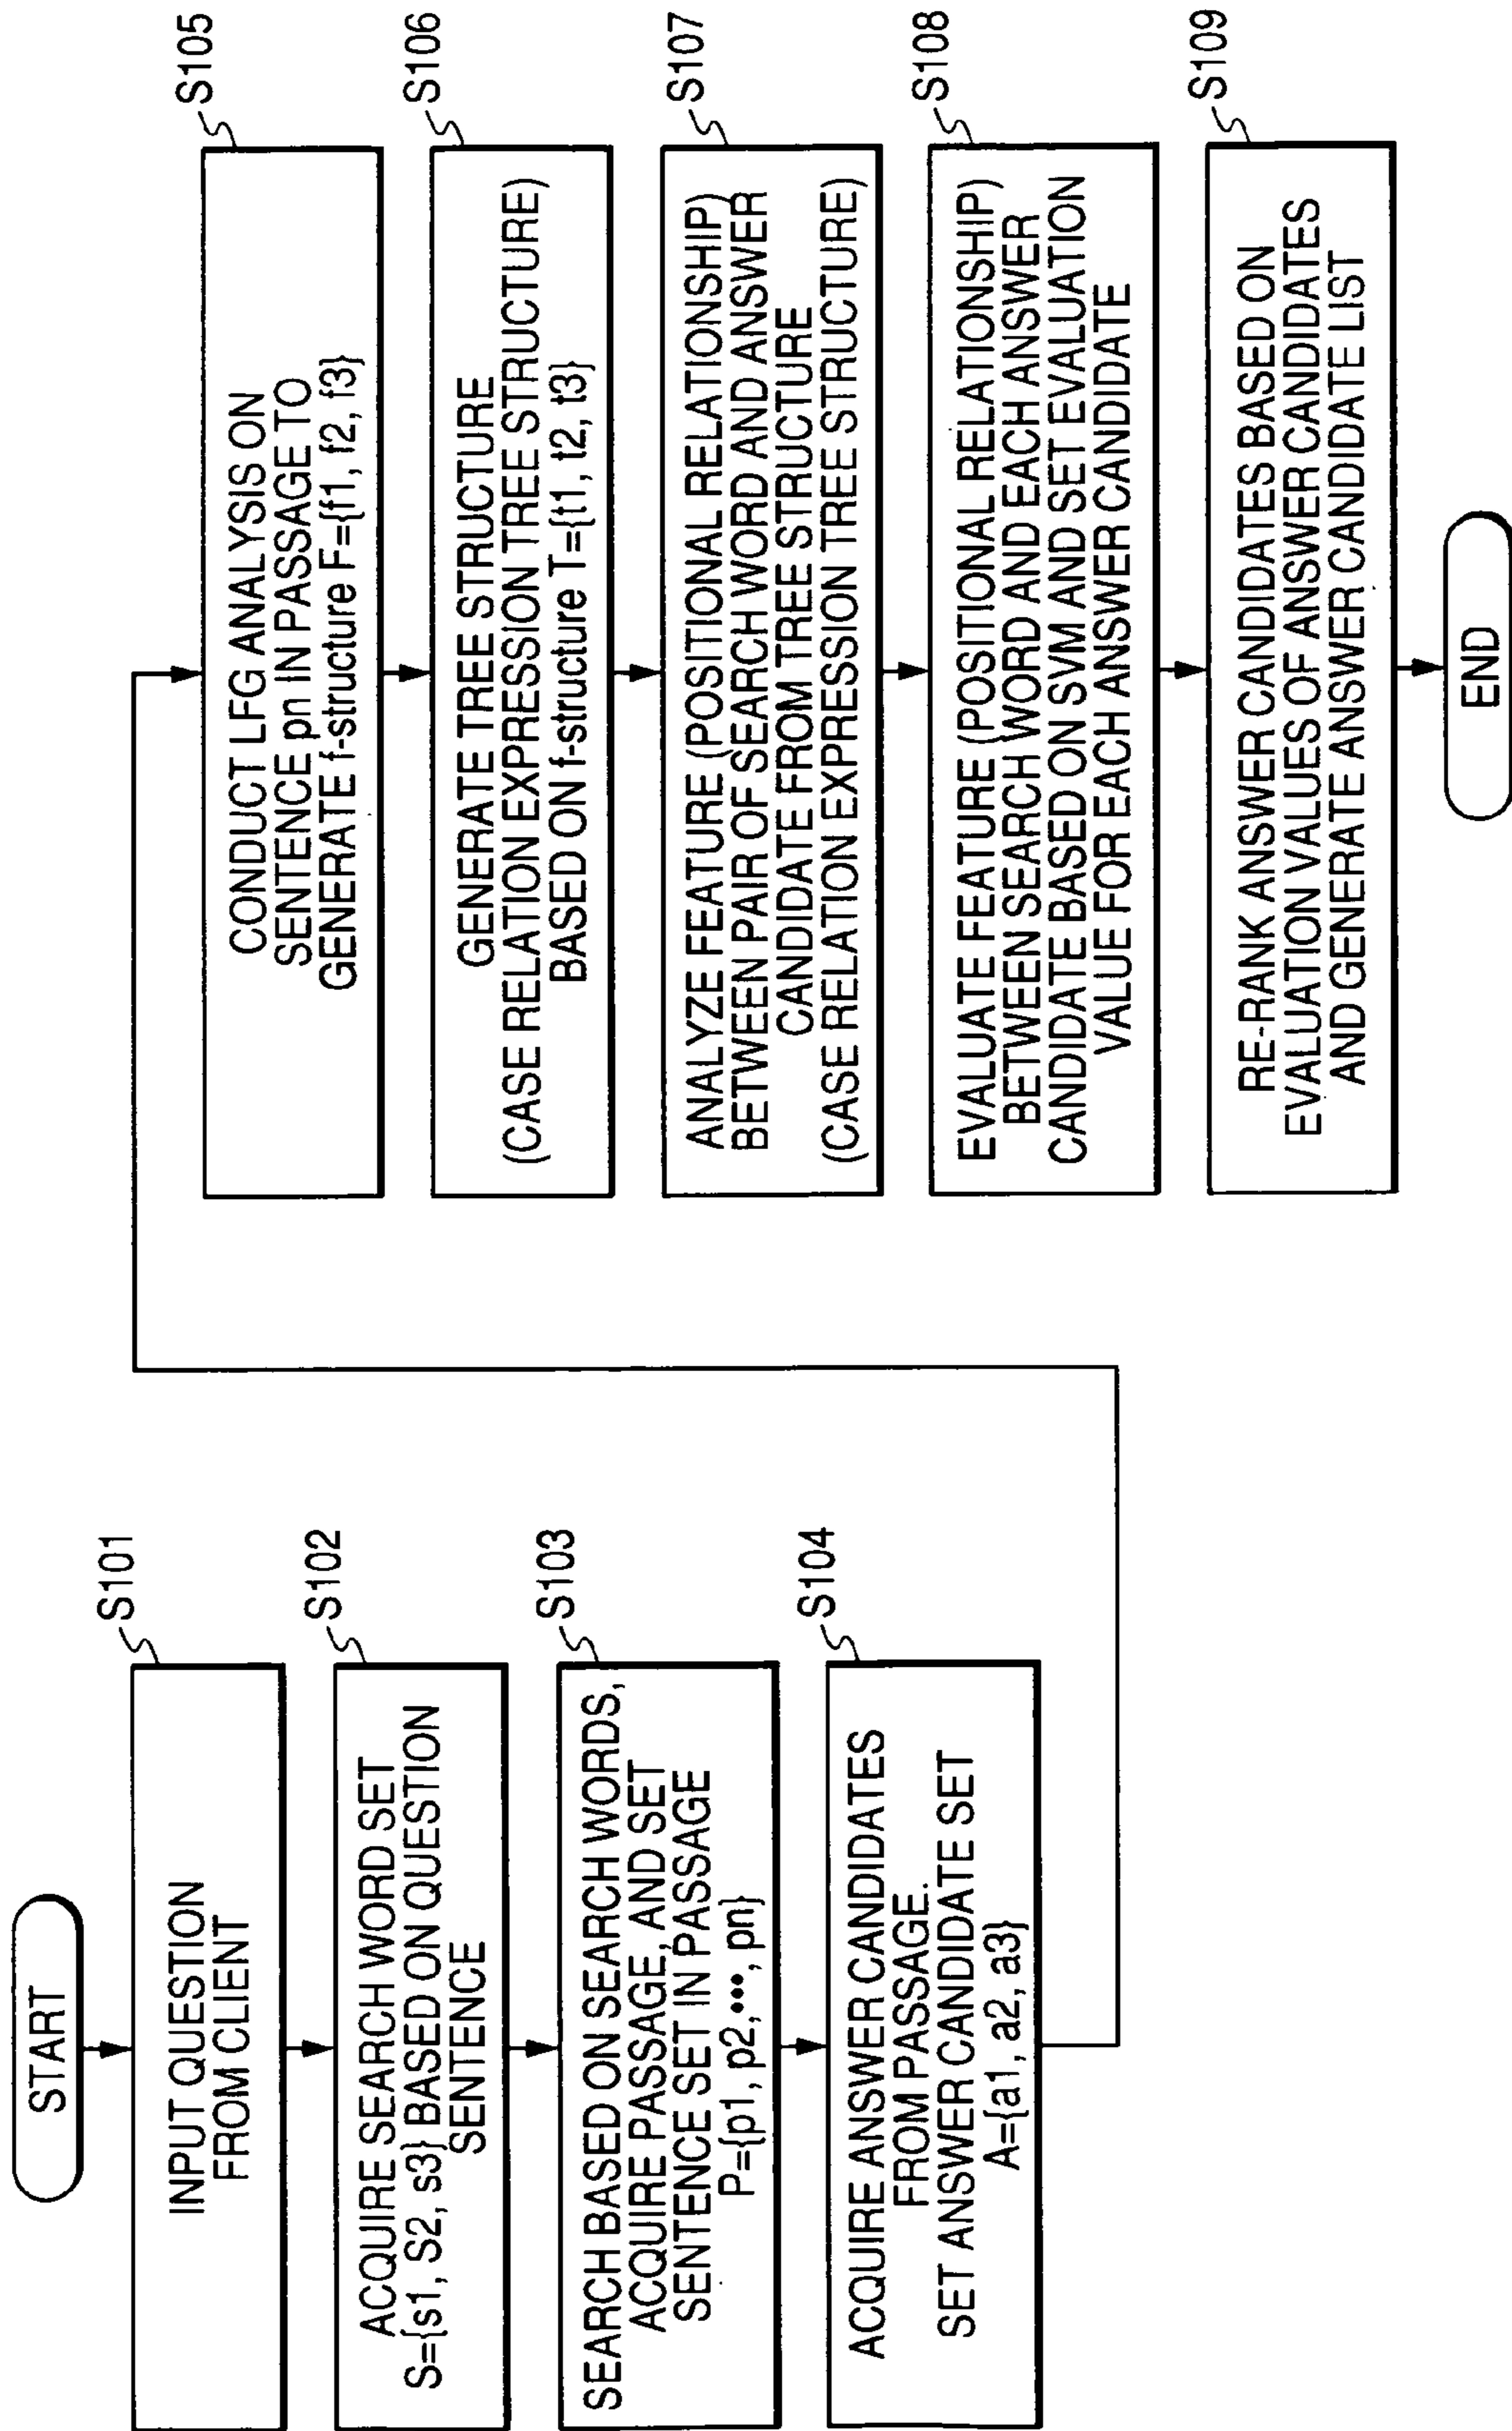 START
S101
INPUT QUESTION
FROM CLIENT
S102
ACQUIRE SEARCH WORD SET
S={s1, S2, s3} BASED ON QUESTION
SENTENCE
S103
SEARCH BASED ON SEARCH WORDS,
ACQUIRE PASSAGE, AND SET
SENTENCE SET IN PASSAGE
P={p1, p2, •••, pn}
S104
ACQUIRE ANSWER CANDIDATES
FROM PASSAGE.
SET ANSWER CANDIDATE SET
A={a1, a2, a3}
S105
CONDUCT LFG ANALYSIS ON
SENTENCE pn IN PASSAGE TO
GENERATE f-structure F={f1, f2, f3}
S106
GENERATE TREE STRUCTURE
(CASE RELATION EXPRESSION TREE STRUCTURE)
BASED ON f-structure T={t1, t2, t3}
S107
ANALYZE FEATURE (POSITIONAL RELATIONSHIP)
BETWEEN PAIR OF SEARCH WORD AND ANSWER
CANDIDATE FROM TREE STRUCTURE
(CASE RELATION EXPRESSION TREE STRUCTURE)
S108
EVALUATE FEATURE (POSITIONAL RELATIONSHIP)
BETWEEN SEARCH WORD AND EACH ANSWER
CANDIDATE BASED ON SVM AND SET EVALUATION
VALUE FOR EACH ANSWER CANDIDATE
S109
RE-RANK ANSWER CANDIDATES BASED ON
EVALUATION VALUES OF ANSWER CANDIDATES
AND GENERATE ANSWER CANDIDATE LIST
END